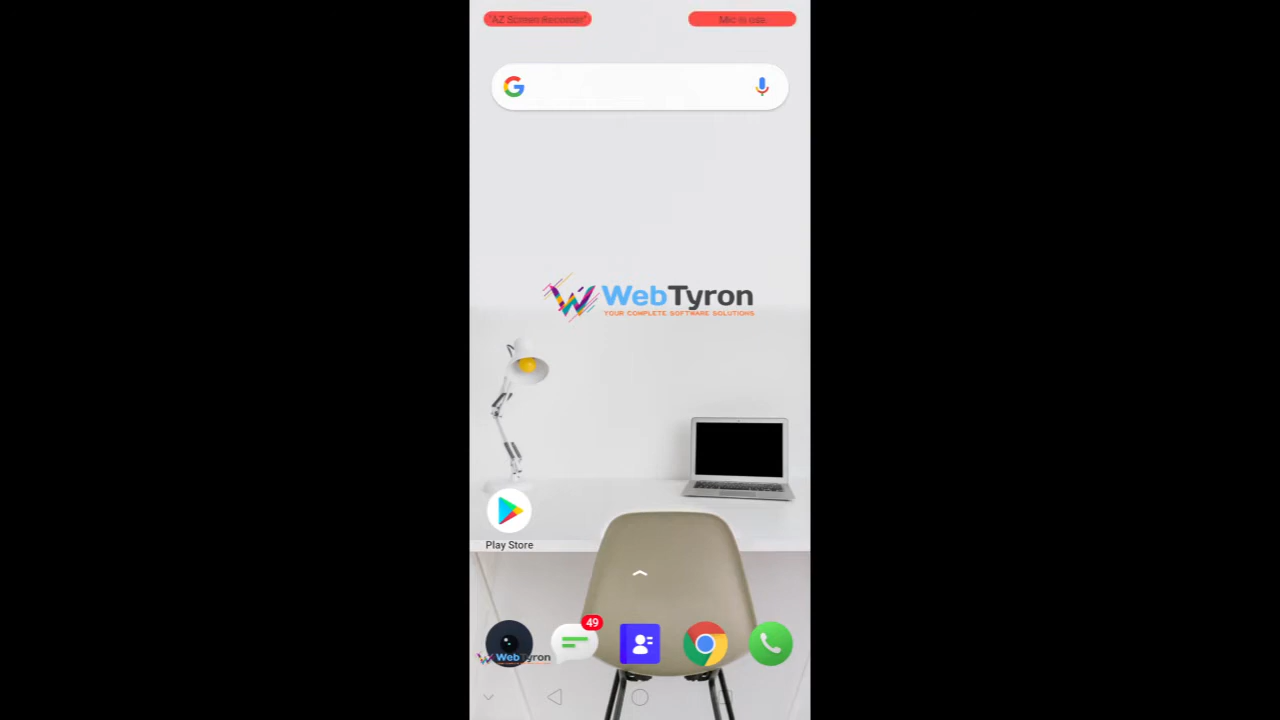 "AZ Screen Recorder"
Mic in use
WebTyron
YOUR COMPLETE SOFTWARE SOLUTIONS
Play Store
49
WebTyron